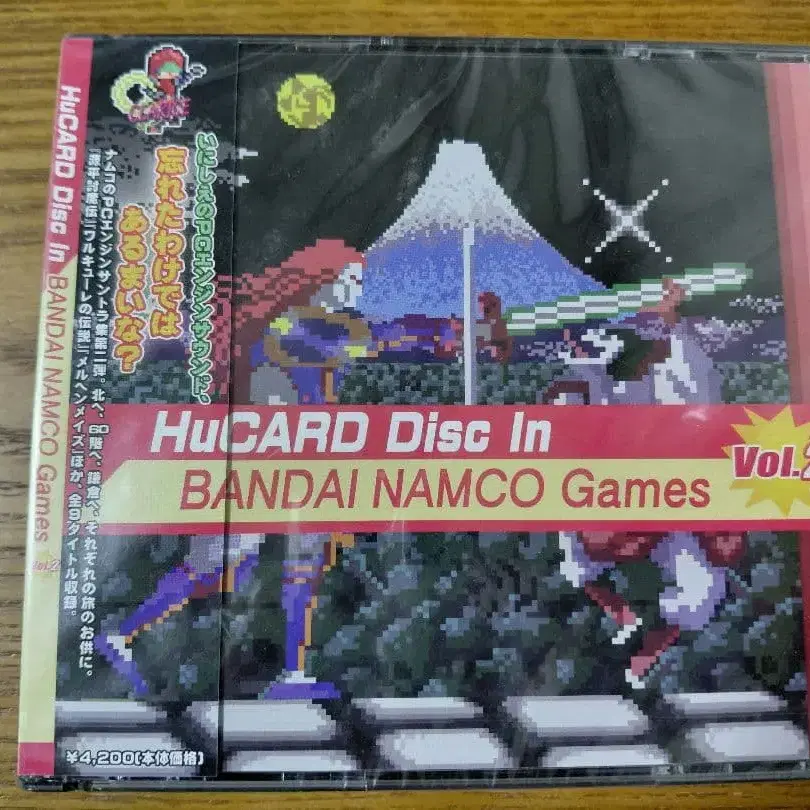 HuCARD Disc In BANDAI NAMCO Games Vol.2
いにしえのPCエンジンサウンド、
忘れたわけでは
あるまいな?
ナムコのPCエンジンサントラ集第二弾。北へ、60階へ、鎌倉へ、それぞれの旅のお供に。
『源平討魔伝』『ワルキューレの伝説』『メルヘンメイズ』ほか、全9タイトル収録。
¥4,200[本体価格]
HuCARD Disc In
BANDAI NAMCO Games
Vol.2